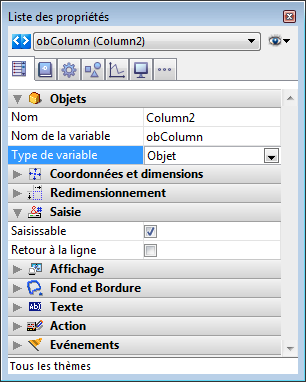 Liste des propriétés
obColumn (Column2)
Objets
Nom Column2
Nom de la variable obColumn
Type de variable Objet
Coordonnées et dimensions
Redimensionnement
Saisie
Saisissable
Retour à la ligne
Affichage
Fond et Bordure
Texte
Action
Evénements
Tous les thèmes